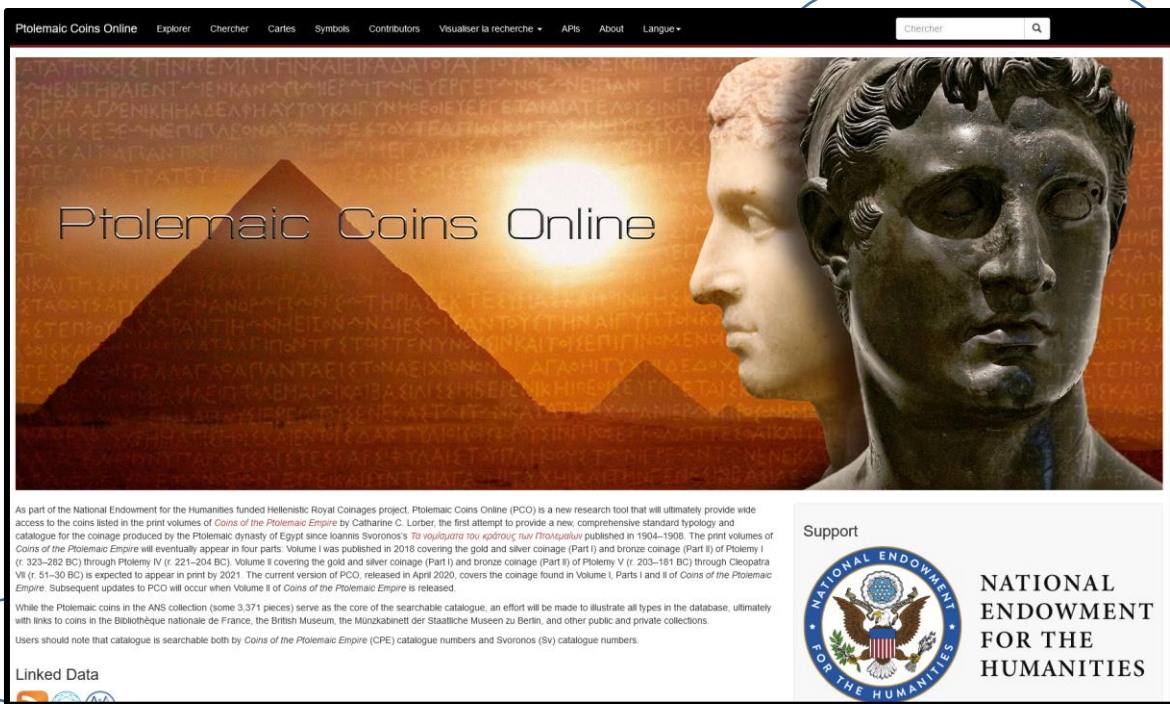 Ptolemaic Coins Online Explorer Chercher Cartes Symbols Contributors Visualiser la recherche APIs About Langue Chercher
Ptolemaic Coins Online
As part of the National Endowment for the Humanities funded Hellenistic Royal Coinages project, Ptolemaic Coins Online (PCO) is a new research tool that will ultimately provide wide
access to the coins listed in the print volumes of Coins of the Ptolemaic Empire by Catharine C. Lorber, the first attempt to provide a new, comprehensive standard typology and
catalogue for the coinage produced by the Ptolemaic dynasty of Egypt since Ioannis Svoronos's Τα νομίσματα του κράτους των Πτολεμαίων published in 1904–1908. The print volumes of
Coins of the Ptolemaic Empire will eventually appear in four parts: Volume I was published in 2018 covering the gold and silver coinage (Part I) and bronze coinage (Part II) of Ptolemy I
(r. 323–282 BC) through Ptolemy IV (r. 221–204 BC). Volume II covering the gold and silver coinage (Part I) and bronze coinage (Part II) of Ptolemy V (r. 203–181 BC) through Cleopatra
VII (r. 51–30 BC) is expected to appear in print by 2021. The current version of PCO, released in April 2020, covers the coinage found in Volume I, Parts I and II of Coins of the Ptolemaic
Empire. Subsequent updates to PCO will occur when Volume II of Coins of the Ptolemaic Empire is released.
While the Ptolemaic coins in the ANS collection (some 3,371 pieces) serve as the core of the searchable catalogue, an effort will be made to illustrate all types in the database, ultimately
with links to coins in the Bibliothèque nationale de France, the British Museum, the Münzkabinett der Staatliche Museen zu Berlin, and other public and private collections.
Users should note that catalogue is searchable both by Coins of the Ptolemaic Empire (CPE) catalogue numbers and Svoronos (Sv) catalogue numbers.
Linked Data
Support
NATIONAL ENDOWMENT
FOR THE HUMANITIES
NATIONAL
ENDOWMENT
FOR THE
HUMANITIES